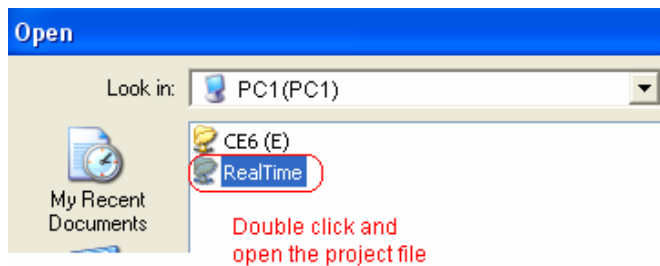 Open
Look in: PC1(PC1)
CE6 (E)
RealTime
My Recent
Documents
Double click and
open the project file